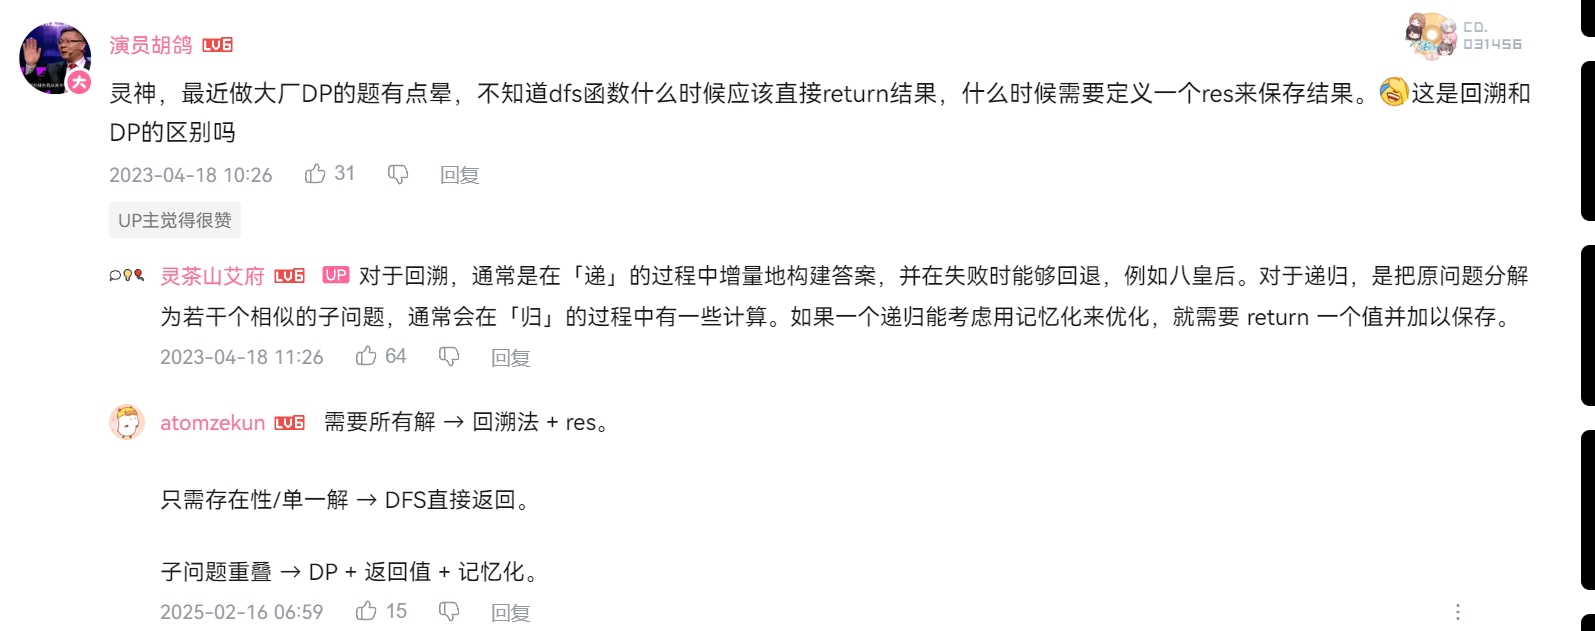 演员胡鸽 LV6
CO.
031456
灵神，最近做大厂DP的题有点晕，不知道dfs函数什么时候应该直接return结果，什么时候需要定义一个res来保存结果。这是回溯和
DP的区别吗
2023-04-18 10:26 31 回复
UP主觉得很赞
灵茶山艾府 LV6 UP 对于回溯，通常是在「递」的过程中增量地构建答案，并在失败时能够回退，例如八皇后。对于递归，是把原问题分解
为若干个相似的子问题，通常会在「归」的过程中有一些计算。如果一个递归能考虑用记忆化来优化，就需要 return 一个值并加以保存。
2023-04-18 11:26 64 回复
atomzekun LV6 需要所有解 → 回溯法 + res。
只需存在性/单一解 → DFS直接返回。
子问题重叠 → DP + 返回值 + 记忆化。
2025-02-16 06:59 15 回复